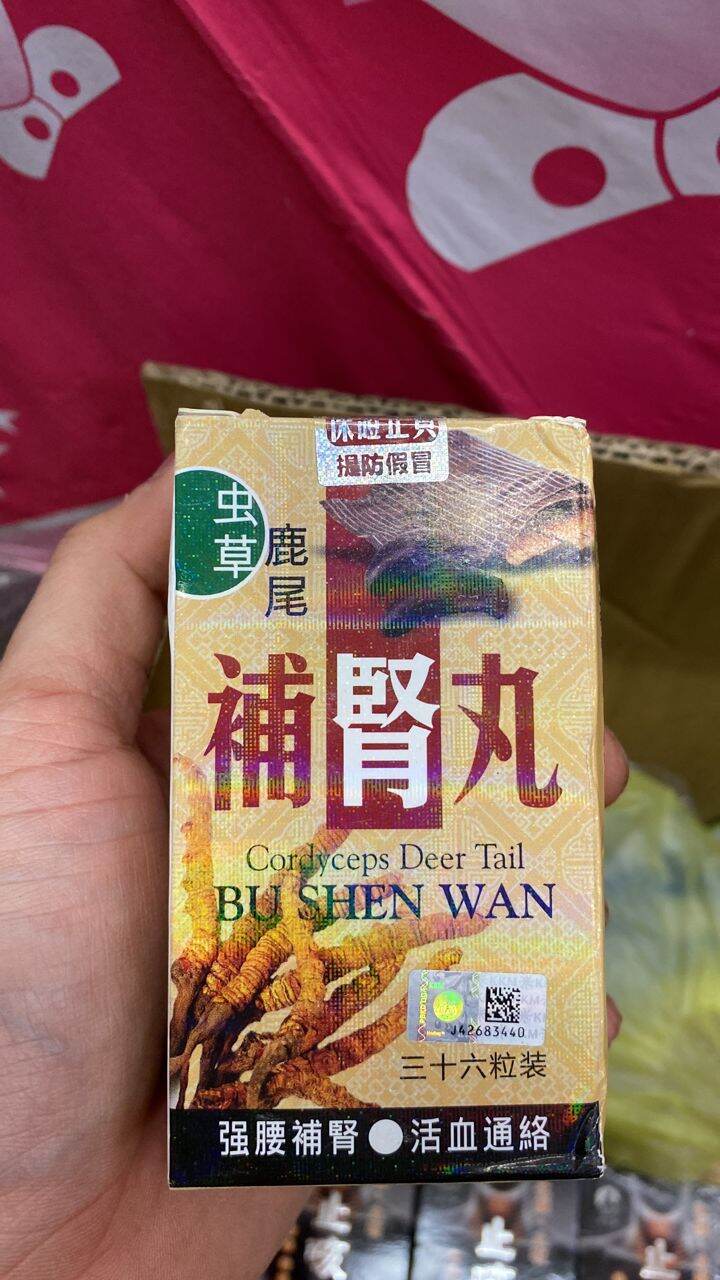 保證正貨
提防假冒
虫草
鹿尾
補腎丸
Cordyceps Deer Tail
BU SHEN WAN
J42683440
三十六粒装
强腰補腎●活血通絡